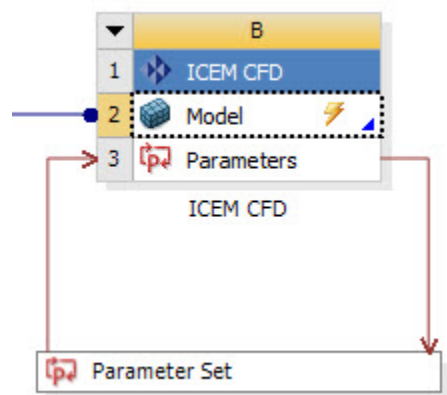 B
1 ICEM CFD
2 Model
3 Parameters
ICEM CFD
Parameter Set